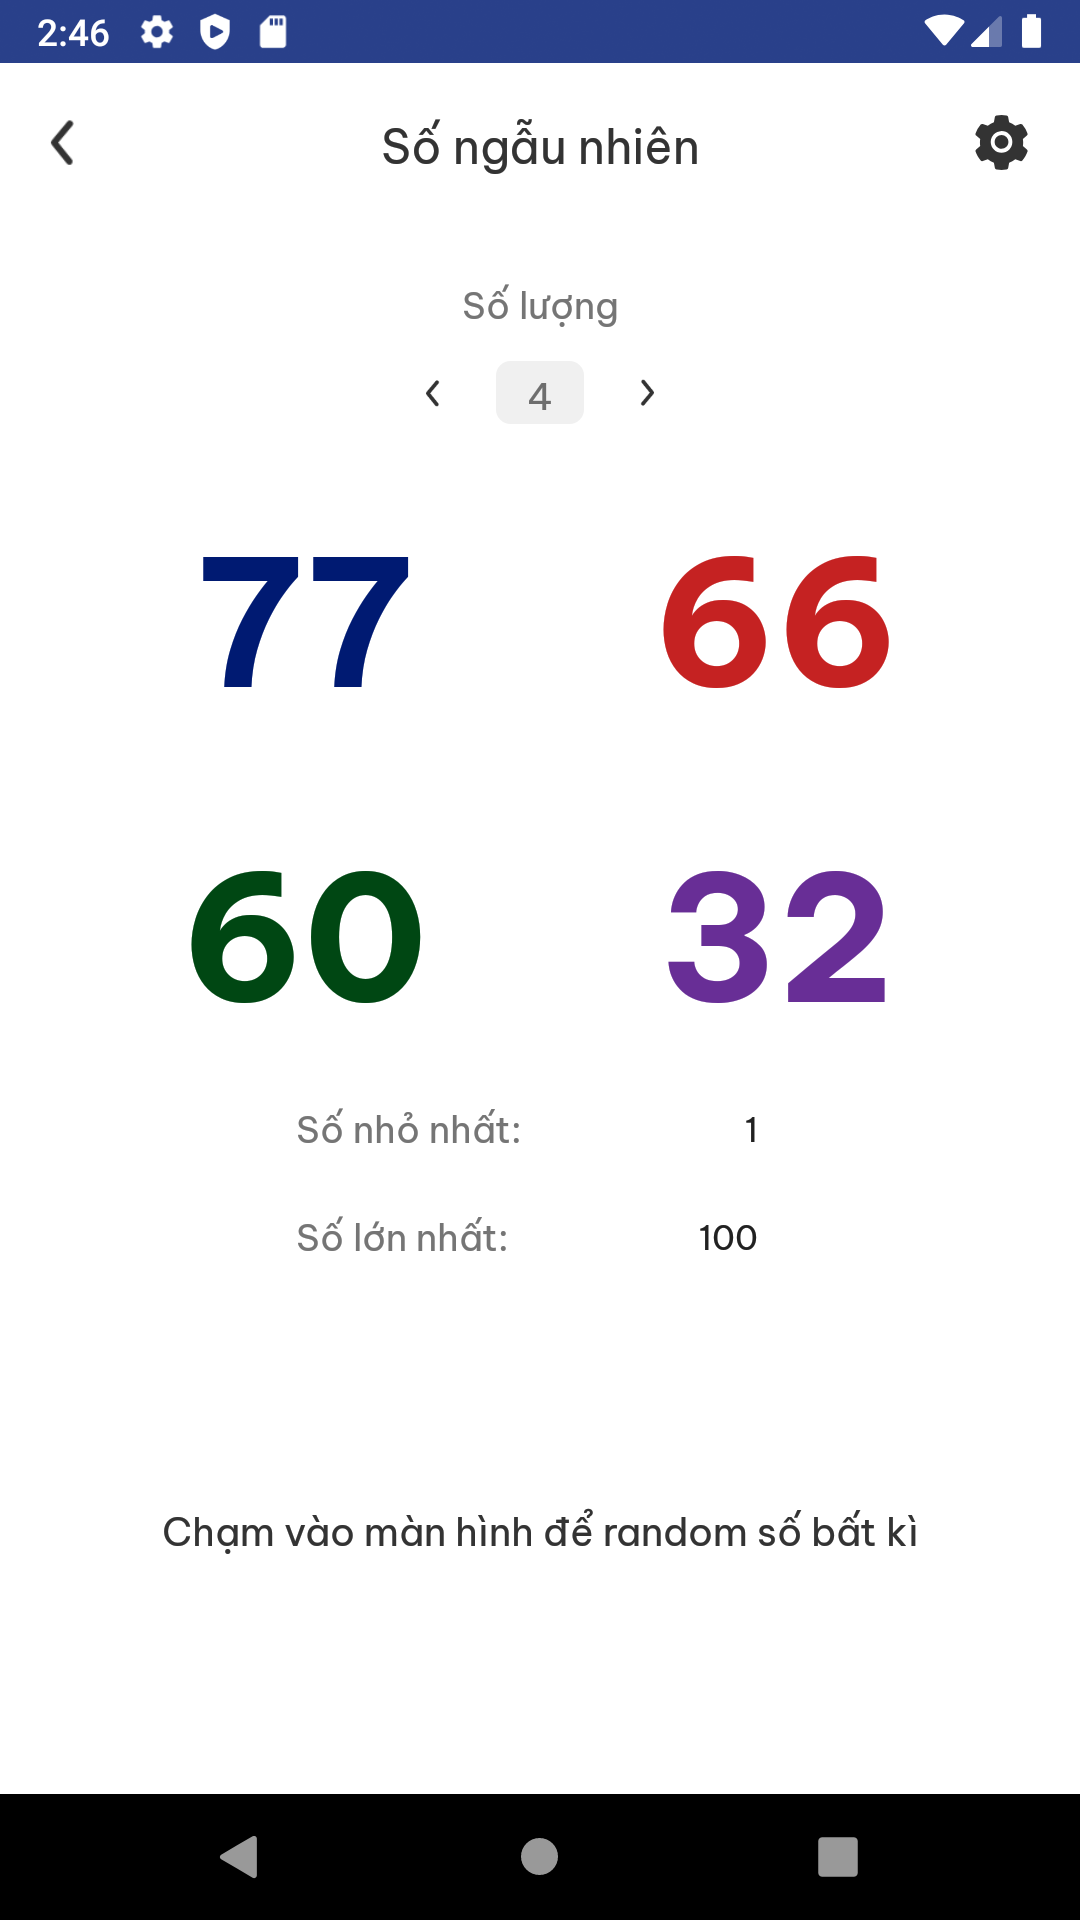 2:46
Số ngẫu nhiên
Số lượng
4
77 66
60 32
Số nhỏ nhất: 1
Số lớn nhất: 100
Chạm vào màn hình để random số bất kì